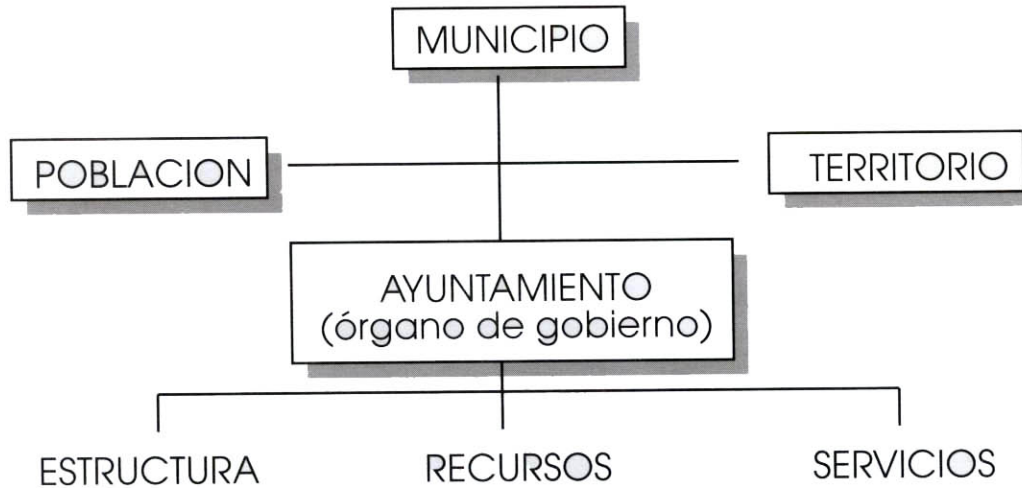 MUNICIPIO
POBLACION
TERRITORIO
AYUNTAMIENTO
(órgano de gobierno)
ESTRUCTURA
RECURSOS
SERVICIOS